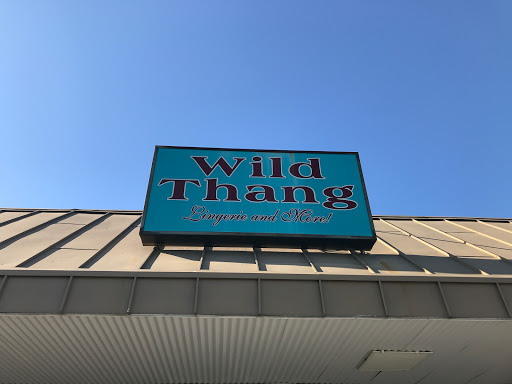 Wild
Thang
Lingerie and More!